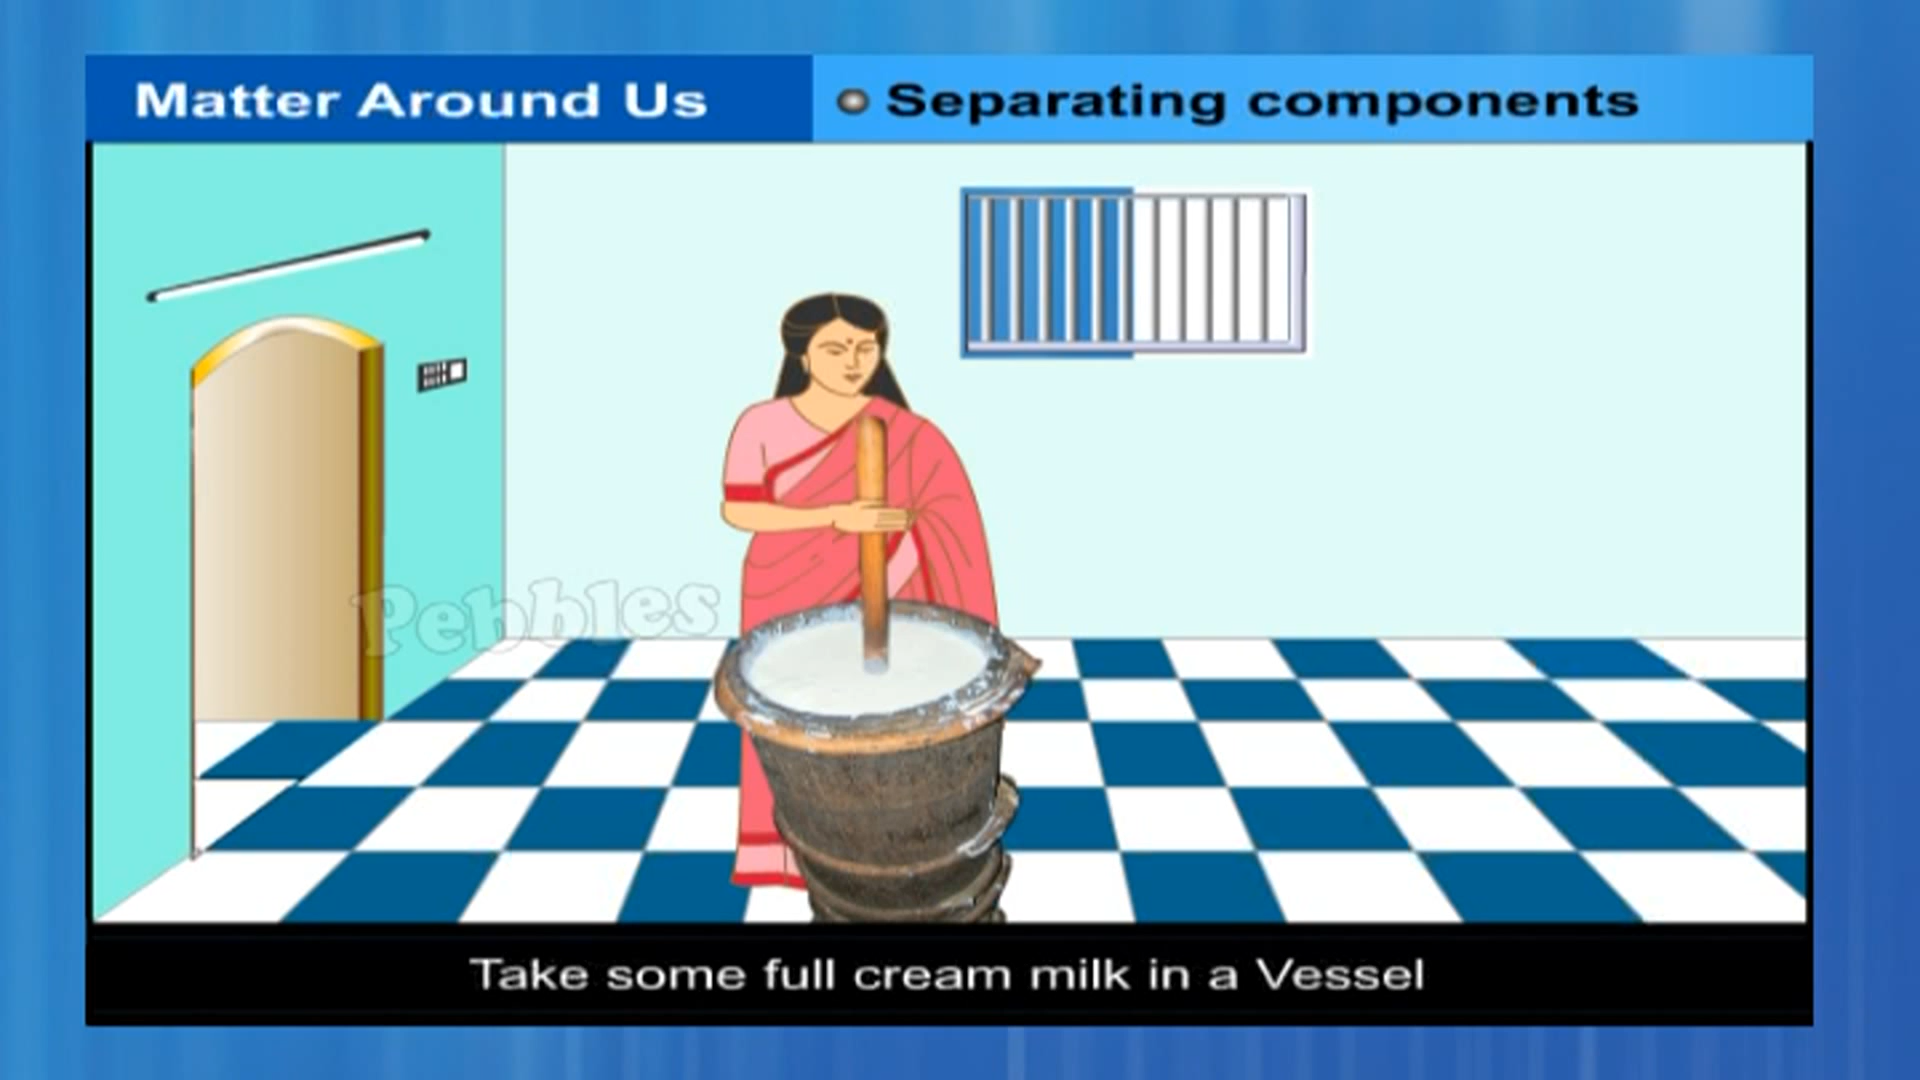 Matter Around Us
Separating components
Pebbles
Take some full cream milk in a Vessel